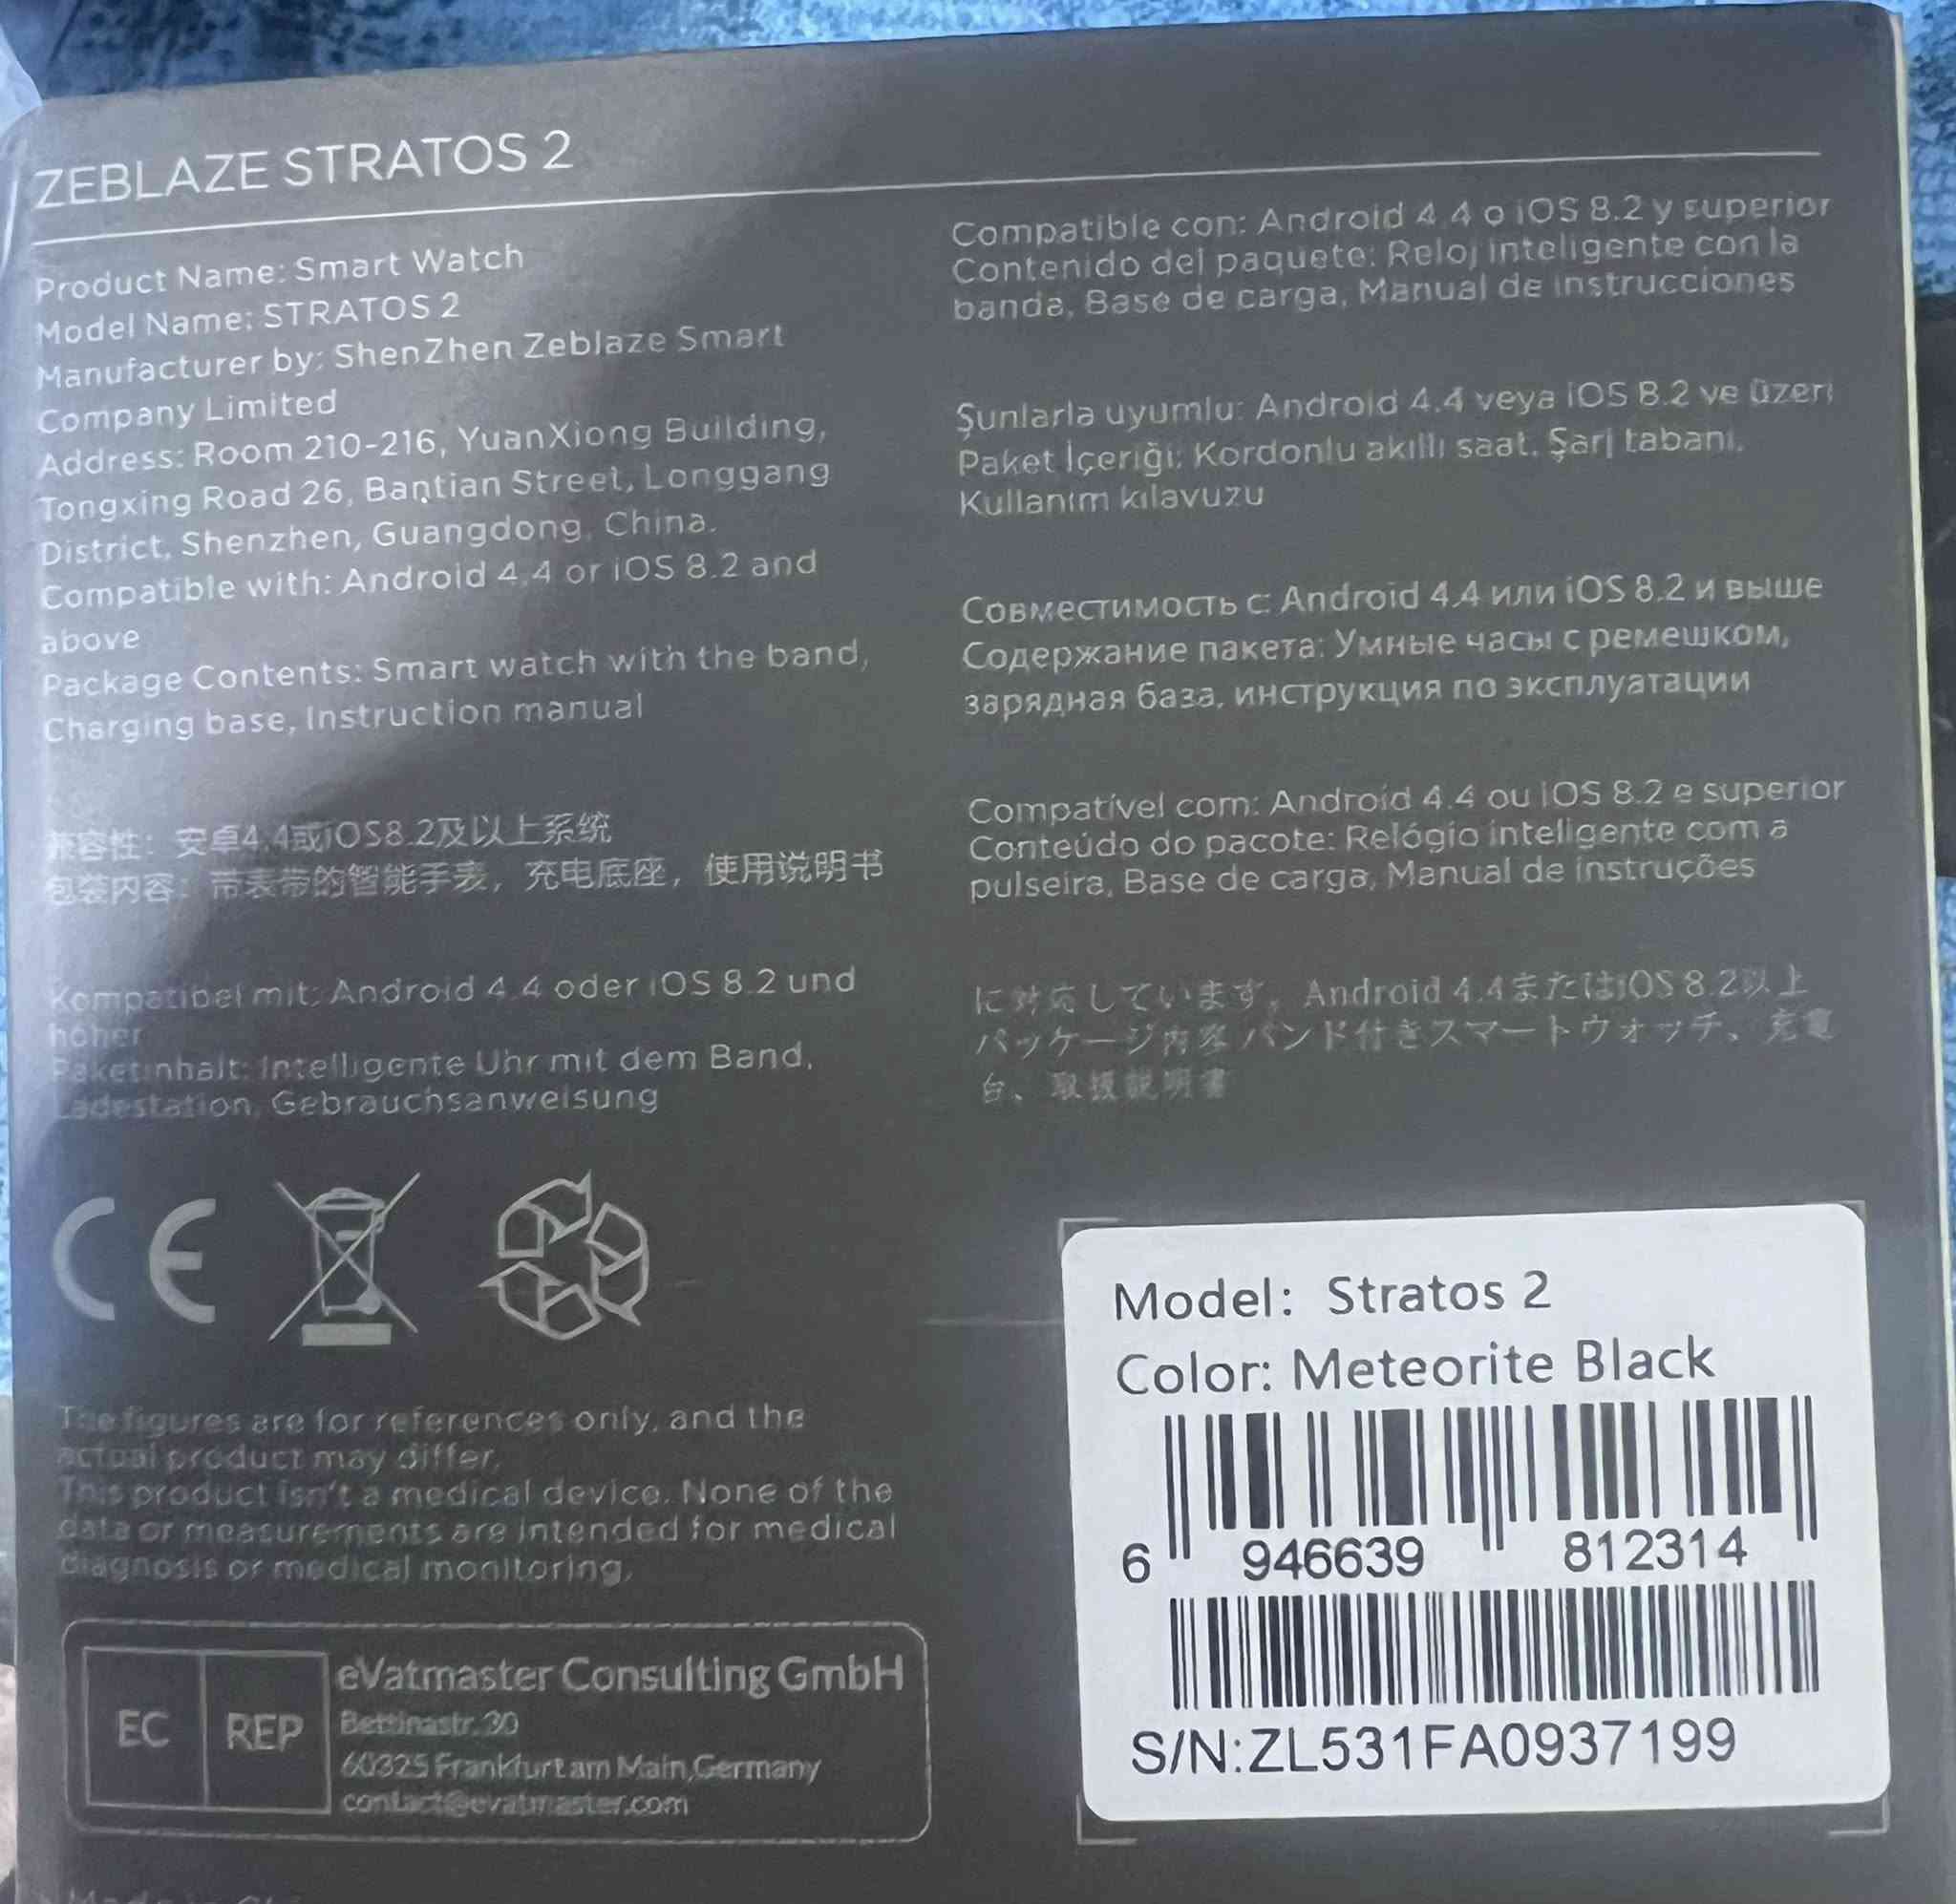 ZEBLAZE STRATOS 2
Product Name: Smart Watch
Model Name: STRATOS 2
Manufacturer by: ShenZhen Zeblaze Smart
Company Limited
Address: Room 210-216, YuanXiong Building,
Tongxing Road 26, Bantian Street, Longgang
District, Shenzhen, Guangdong, China.
Compatible with: Android 4.4 or iOS 8.2 and
above
Package Contents: Smart watch with the band,
Charging base, Instruction manual
兼容性：安卓4.4或iOS8.2及以上系统
包装内容：带表带的智能手表，充电底座，使用说明书
Kompatibel mit: Android 4.4 oder iOS 8.2 und
höher
Paketinhalt: Intelligente Uhr mit dem Band,
Ladestation, Gebrauchsanweisung
CE
The figures are for references only, and the
actual product may differ.
This product isn't a medical device. None of the
data or measurements are intended for medical
diagnosis or medical monitoring.
EC REP
eVatmaster Consulting GmbH
Bettinastr. 30
60325 Frankfurt am Main,Germany
contact@evatmaster.com
Compatible con: Android 4.4 o iOS 8.2 y superior
Contenido del paquete: Reloj inteligente con la
banda, Base de carga, Manual de instrucciones
Şunlarla uyumlu: Android 4.4 veya iOS 8.2 ve üzeri
Paket İçeriği: Kordonlu akıllı saat, Şarj tabanı,
Kullanım kılavuzu
Совместимость с: Android 4.4 или iOS 8.2 и выше
Содержание пакета: Умные часы с ремешком,
зарядная база, инструкция по эксплуатации
Compatível com: Android 4.4 ou iOS 8.2 e superior
Conteúdo do pacote: Relógio inteligente com a
pulseira, Base de carga, Manual de instruções
に対応しています。Android 4.4またはiOS 8.2以上
パッケージ内容 バンド付きスマートウォッチ、充電
台、取扱説明書
Model: Stratos 2
Color: Meteorite Black
6 946639 812314
S/N:ZL531FA0937199